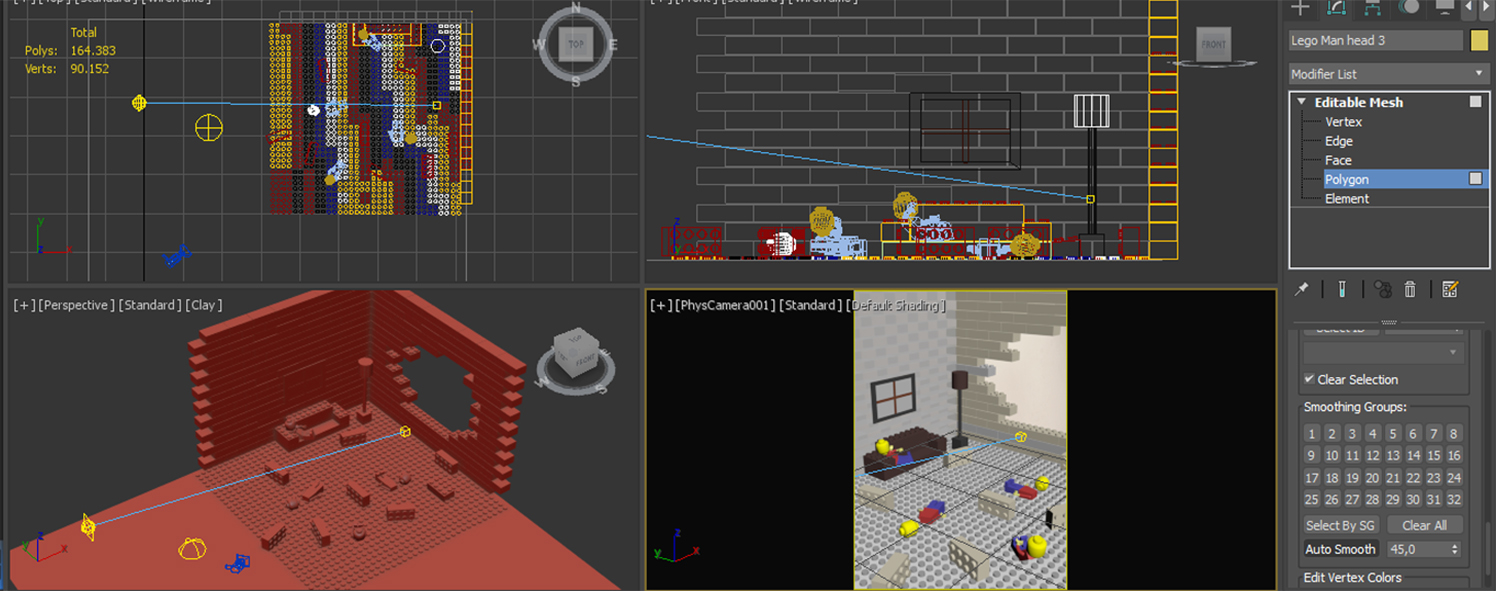 [+][Top][Standard][Wireframe]
[+][Front][Standard][Wireframe]
Total
Polys: 164.383
Verts: 90.152
N
W
TOP
E
S
FRONT
Lego Man head 3
Modifier List
Editable Mesh
Vertex
Edge
Face
Polygon
Element
[+][Perspective][Standard][Clay]
[+][PhysCamera001][Standard][Default Shading]
TOP
FRONT
W
S
Select ID
Clear Selection
Smoothing Groups:
1 2 3 4 5 6 7 8
9 10 11 12 13 14 15 16
17 18 19 20 21 22 23 24
25 26 27 28 29 30 31 32
Select By SG Clear All
Auto Smooth 45,0
Edit Vertex Colors
z
y
x
z
y
x